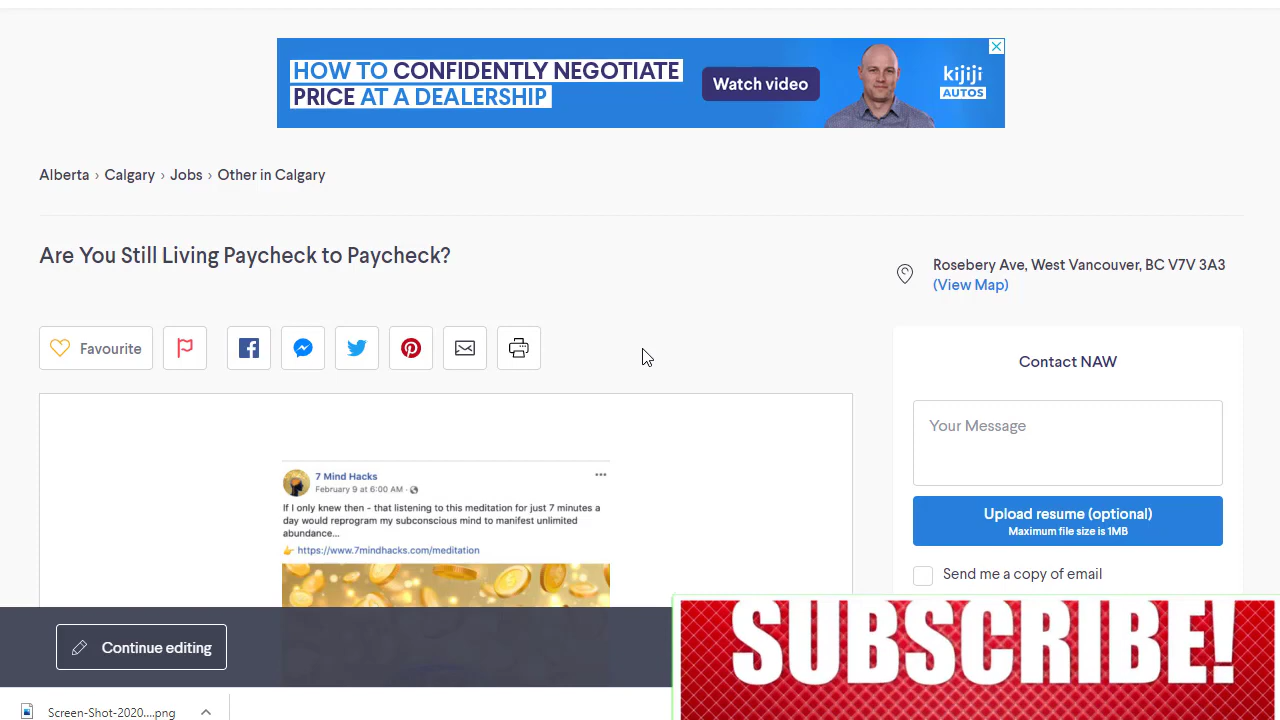 HOW TO CONFIDENTLY NEGOTIATE
PRICE AT A DEALERSHIP
Watch video
kijiji
AUTOS
Alberta › Calgary › Jobs › Other in Calgary
Are You Still Living Paycheck to Paycheck?
Rosebery Ave, West Vancouver, BC V7V 3A3
(View Map)
Favourite
Contact NAW
Your Message
Upload resume (optional)
Maximum file size is 1MB
Send me a copy of email
7 Mind Hacks
February 9 at 6:00 AM ·
If I only knew then - that listening to this meditation for just 7 minutes a
day would reprogram my subconscious mind to manifest unlimited
abundance...
👉 https://www.7mindhacks.com/meditation
Continue editing
SUBSCRIBE!
Screen-Shot-2020....png